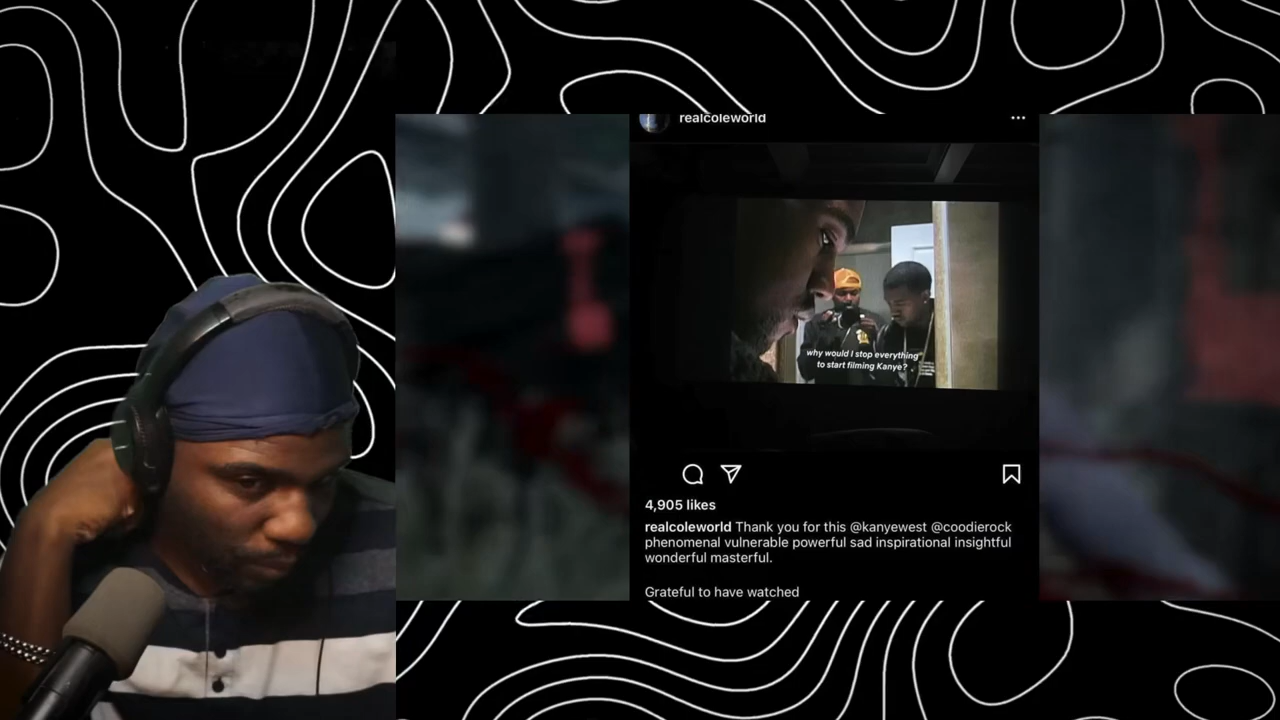 realcoleworld
why would I stop everything
to start filming Kanye?
4,905 likes
realcoleworld Thank you for this @kanyewest @coodierock
phenomenal vulnerable powerful sad inspirational insightful
wonderful masterful.
Grateful to have watched